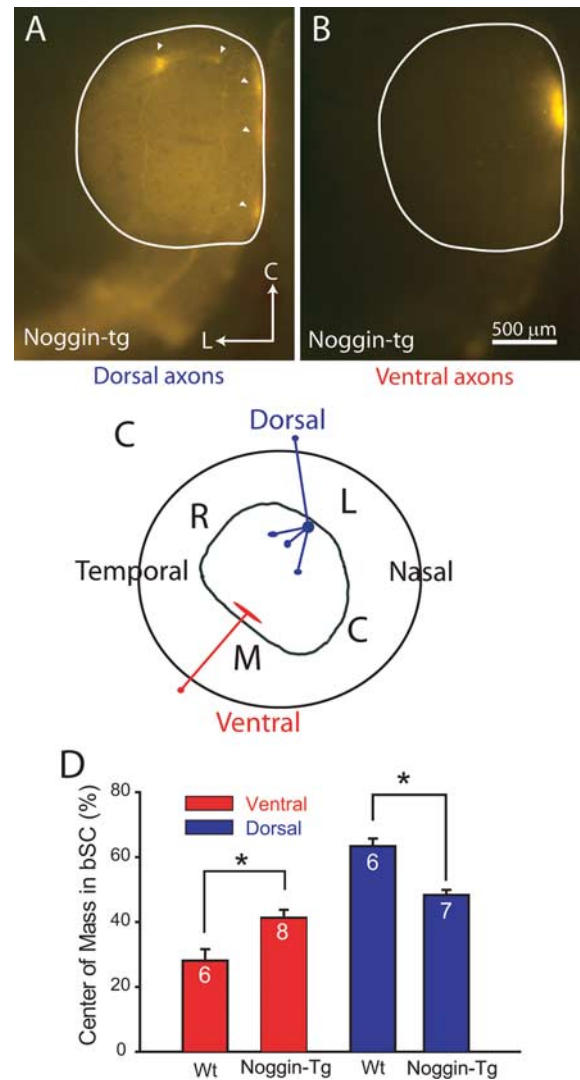 A
B
C
L
Noggin-tg
Noggin-tg
500 μm
Dorsal axons
Ventral axons
C
Dorsal
R
L
Temporal
Nasal
M
C
Ventral
D
Center of Mass in bSC (%)
80
60
40
20
0
Ventral
Dorsal
*
*
6
8
6
7
Wt
Noggin-Tg
Wt
Noggin-Tg